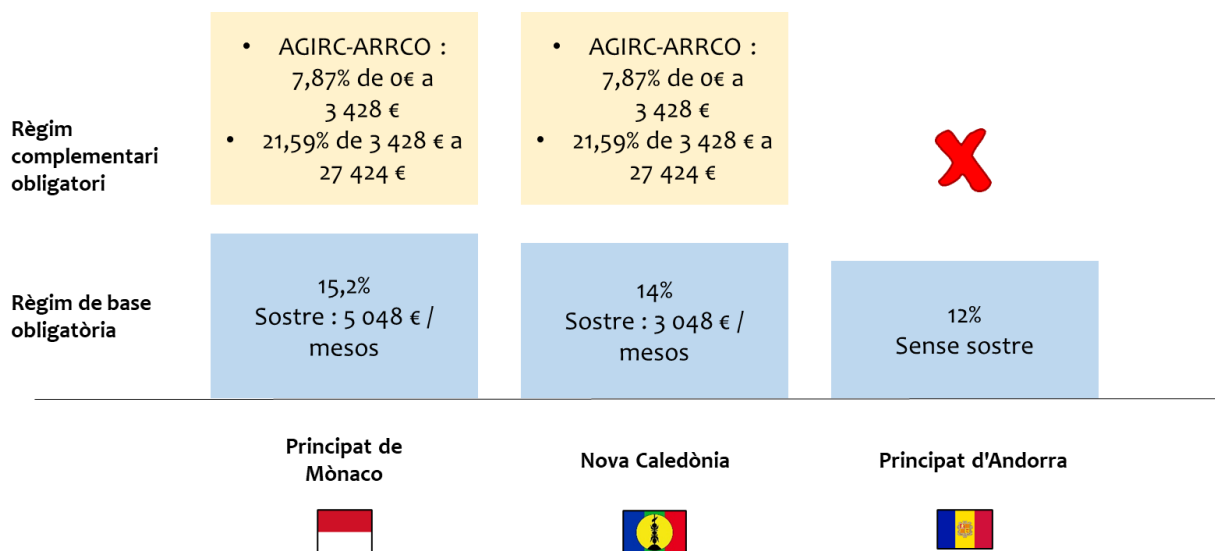 • AGIRC-ARRCO :
7,87% de 0€ a
3 428 €
• 21,59% de 3 428 € a
27 424 €
• AGIRC-ARRCO :
7,87% de 0€ a
3 428 €
• 21,59% de 3 428 € a
27 424 €
Règim
complementari
obligatori
Règim de base
obligatòria
15,2%
Sostre : 5 048 € /
mesos
14%
Sostre : 3 048 € /
mesos
12%
Sense sostre
Principat de
Mònaco
Nova Caledònia
Principat d'Andorra